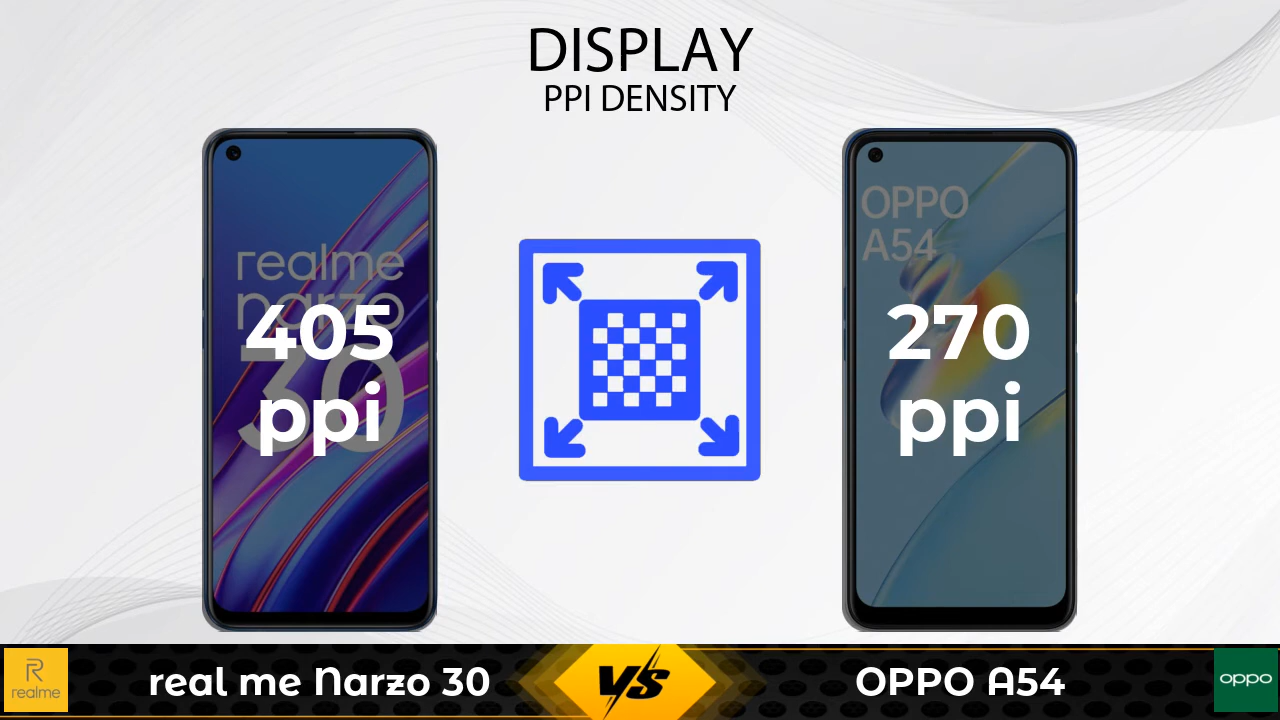 DISPLAY
PPI DENSITY
realme
narzo
30
405
ppi
OPPO
A54
270
ppi
R
realme
real me Narzo 30
VS
OPPO A54
oppo